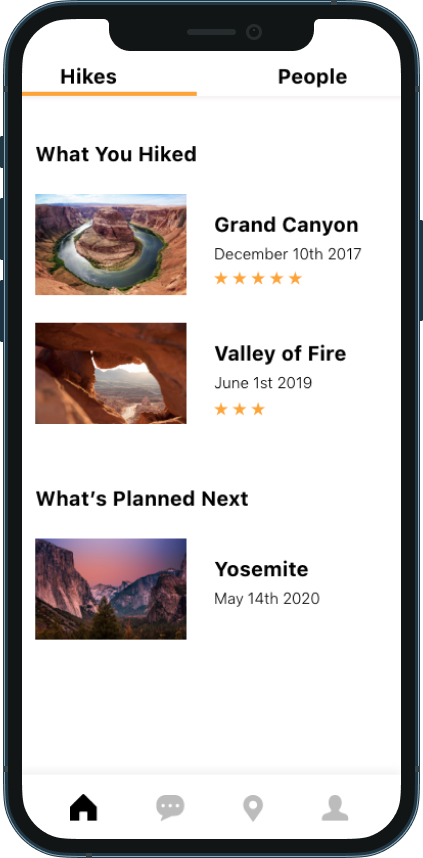 Hikes
People
What You Hiked
Grand Canyon
December 10th 2017
Valley of Fire
June 1st 2019
What’s Planned Next
Yosemite
May 14th 2020